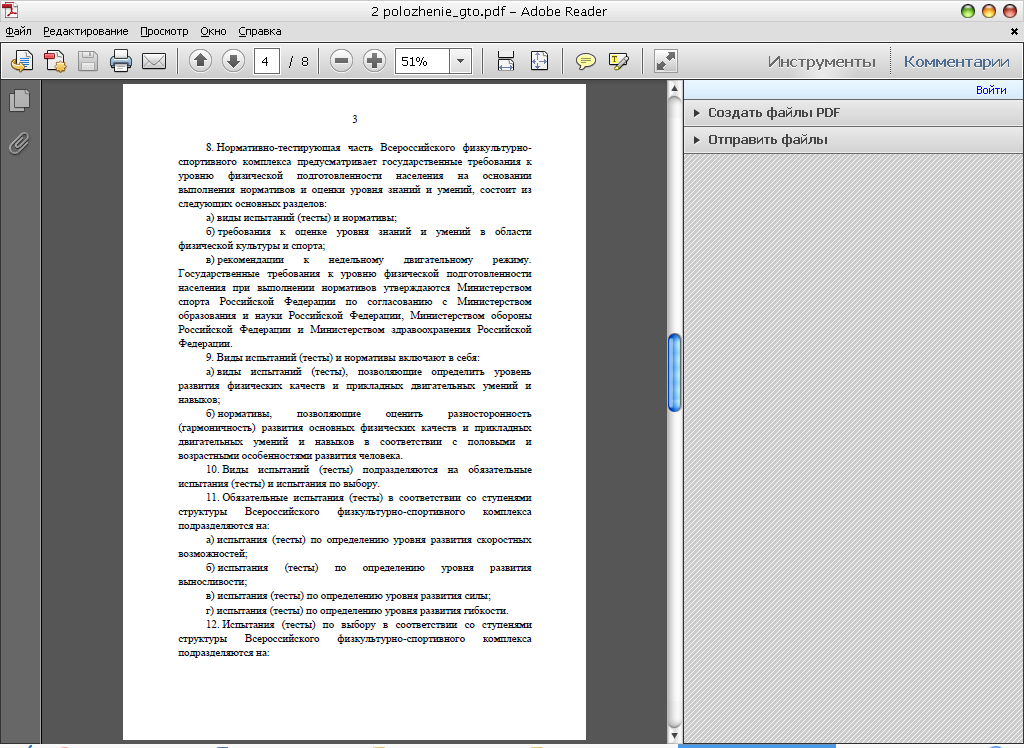 2 polozhenie_gto.pdf – Adobe Reader
Файл Редактирование Просмотр Окно Справка
4 / 8 51% Инструменты Комментарии
Войти
Создать файлы PDF
Отправить файлы
3
8. Нормативно-тестирующая часть Всероссийского физкультурно-
спортивного комплекса предусматривает государственные требования к
уровню физической подготовленности населения на основании
выполнения нормативов и оценки уровня знаний и умений, состоит из
следующих основных разделов:
а) виды испытаний (тесты) и нормативы;
б) требования к оценке уровня знаний и умений в области
физической культуры и спорта;
в) рекомендации к недельному двигательному режиму.
Государственные требования к уровню физической подготовленности
населения при выполнении нормативов утверждаются Министерством
спорта Российской Федерации по согласованию с Министерством
образования и науки Российской Федерации, Министерством обороны
Российской Федерации и Министерством здравоохранения Российской
Федерации.
9. Виды испытаний (тесты) и нормативы включают в себя:
а) виды испытаний (тесты), позволяющие определить уровень
развития физических качеств и прикладных двигательных умений и
навыков;
б) нормативы, позволяющие оценить разносторонность
(гармоничность) развития основных физических качеств и прикладных
двигательных умений и навыков в соответствии с половыми и
возрастными особенностями развития человека.
10. Виды испытаний (тесты) подразделяются на обязательные
испытания (тесты) и испытания по выбору.
11. Обязательные испытания (тесты) в соответствии со ступенями
структуры Всероссийского физкультурно-спортивного комплекса
подразделяются на:
а) испытания (тесты) по определению уровня развития скоростных
возможностей;
б) испытания (тесты) по определению уровня развития
выносливости;
в) испытания (тесты) по определению уровня развития силы;
г) испытания (тесты) по определению уровня развития гибкости.
12. Испытания (тесты) по выбору в соответствии со ступенями
структуры Всероссийского физкультурно-спортивного комплекса
подразделяются на: